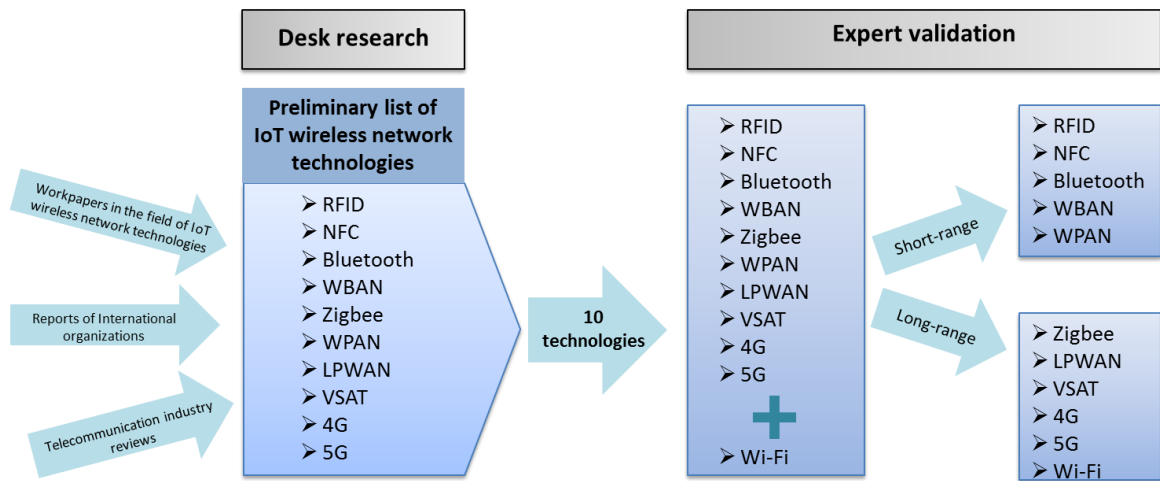 Desk research
Expert validation
Workpapers in the field of IoT
wireless network technologies
Reports of International
organizations
Telecommunication industry
reviews
Preliminary list of
IoT wireless network
technologies
➢ RFID
➢ NFC
➢ Bluetooth
➢ WBAN
➢ Zigbee
➢ WPAN
➢ LPWAN
➢ VSAT
➢ 4G
➢ 5G
10
technologies
➢ RFID
➢ NFC
➢ Bluetooth
➢ WBAN
➢ Zigbee
➢ WPAN
➢ LPWAN
➢ VSAT
➢ 4G
➢ 5G
➢ Wi-Fi
Short-range
➢ RFID
➢ NFC
➢ Bluetooth
➢ WBAN
➢ WPAN
Long-range
➢ Zigbee
➢ LPWAN
➢ VSAT
➢ 4G
➢ 5G
➢ Wi-Fi